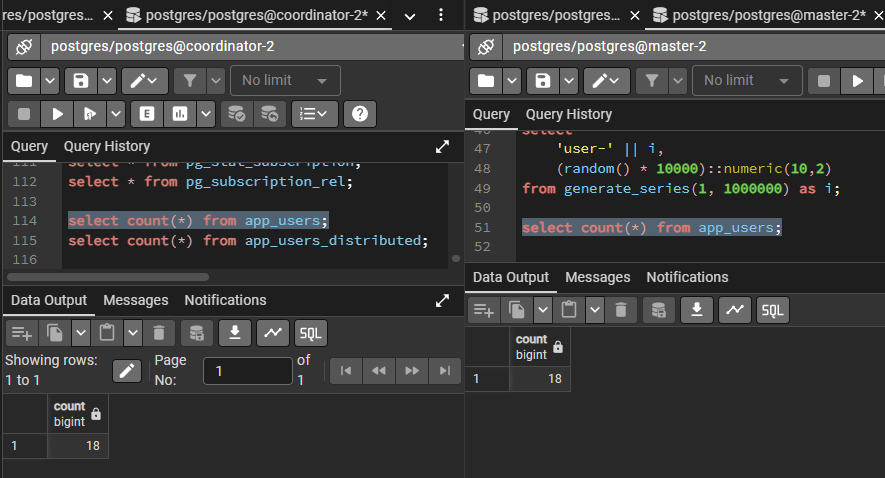 res/postgres...
postgres/postgres@coordinator-2*
postgres/postgres@coordinator-2
No limit
Query
Query History
select * from pg_stat_subscription;
112 select * from pg_subscription_rel;
113
114 select count(*) from app_users;
115 select count(*) from app_users_distributed;
116
Data Output
Messages
Notifications
SQL
Showing rows: 1 to 1
Page No:
1
of 1
count
bigint
1
18
postgres/postgres...
postgres/postgres@master-2*
postgres/postgres@master-2
No limit
Query
Query History
select
47 'user-' || i,
48 (random() * 10000)::numeric(10,2)
49 from generate_series(1, 1000000) as i;
50
51 select count(*) from app_users;
52
Data Output
Messages
Notifications
SQL
count
bigint
1
18